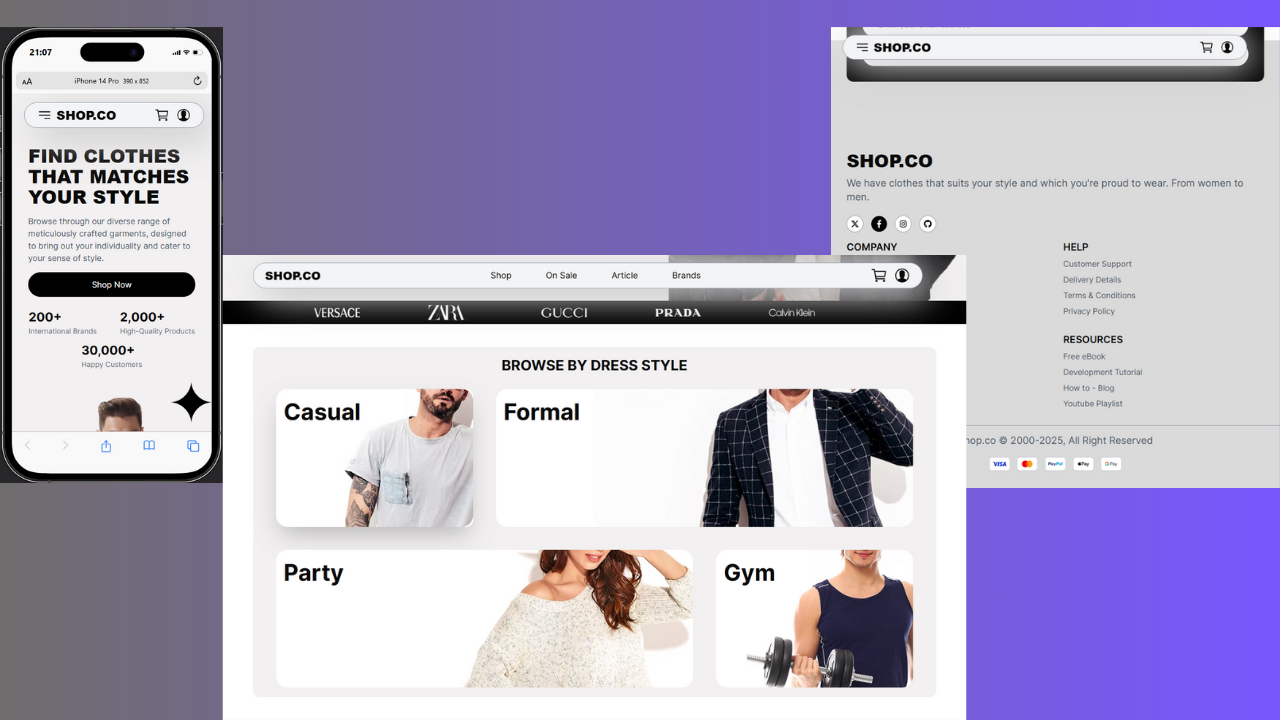 21:07
AA
iPhone 14 Pro 390 x 852
SHOP.CO
FIND CLOTHES
THAT MATCHES
YOUR STYLE
Browse through our diverse range of
meticulously crafted garments, designed
to bring out your individuality and cater to
your sense of style.
Shop Now
200+
International Brands
2,000+
High-Quality Products
30,000+
Happy Customers
SHOP.CO
Shop
On Sale
Article
Brands
VERSACE
ZARA
GUCCI
PRADA
Calvin Klein
BROWSE BY DRESS STYLE
Casual
Formal
Party
Gym
SHOP.CO
SHOP.CO
We have clothes that suits your style and which you're proud to wear. From women to
men.
COMPANY
HELP
Customer Support
Delivery Details
Terms & Conditions
Privacy Policy
RESOURCES
Free eBook
Development Tutorial
How to - Blog
Youtube Playlist
hop.co © 2000-2025, All Right Reserved
VISA
PayPal
Pay
G Pay